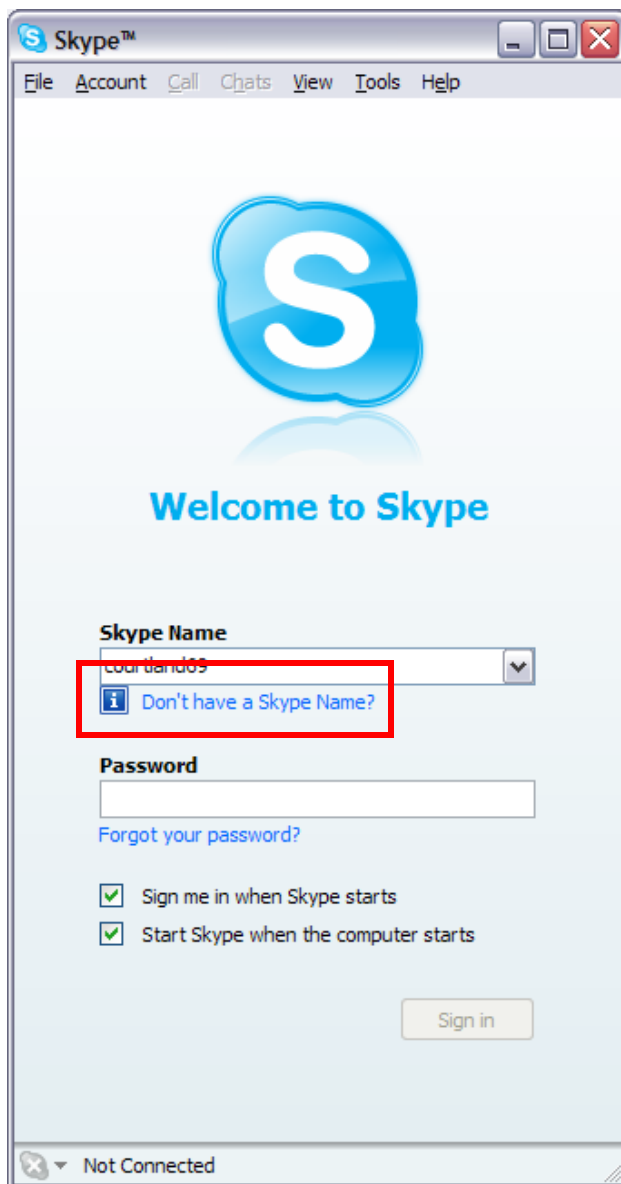 Skype™
File Account Call Chats View Tools Help
S
Welcome to Skype
Skype Name
courtland69
i Don't have a Skype Name?
Password
Forgot your password?
Sign me in when Skype starts
Start Skype when the computer starts
Sign in
Not Connected